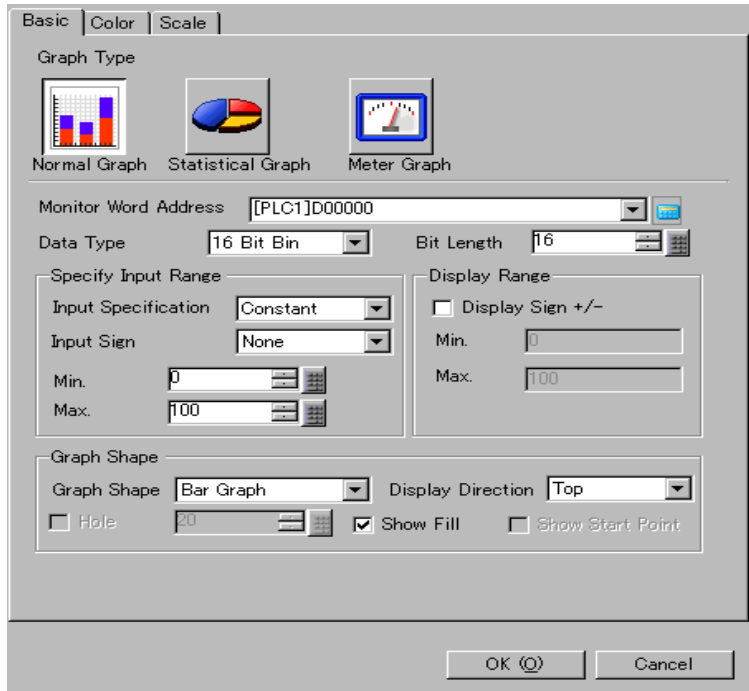 Basic Color Scale
Graph Type
Normal Graph Statistical Graph Meter Graph
Monitor Word Address [PLC1]D00000
Data Type 16 Bit Bin Bit Length 16
Specify Input Range Display Range
Input Specification Constant Display Sign +/-
Input Sign None Min. 0
Min. 0 Max. 100
Max. 100
Graph Shape
Graph Shape Bar Graph Display Direction Top
Hole 20 Show Fill Show Start Point
OK (O) Cancel